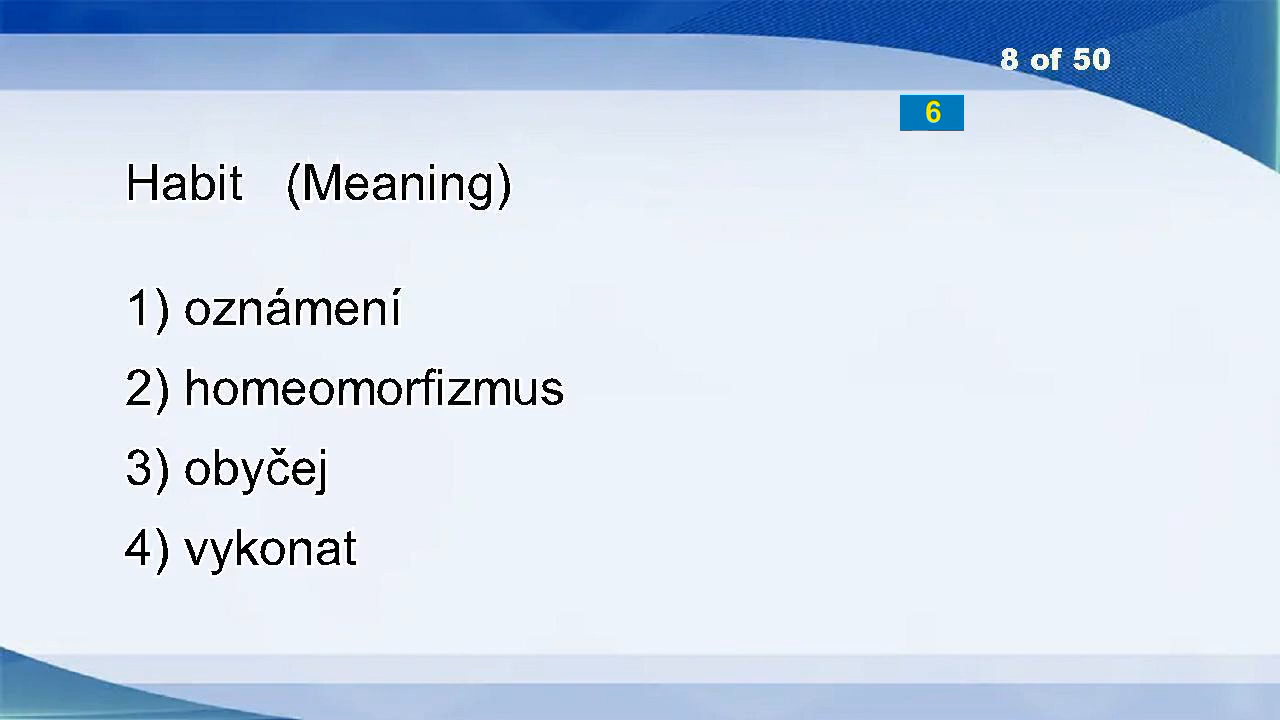 8 of 50
6
Habit (Meaning)
1) oznámení
2) homeomorfizmus
3) obyčej
4) vykonat